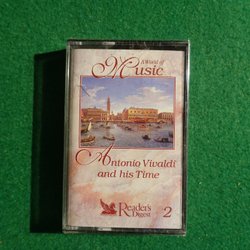 A World of
Music
Antonio Vivaldi
and his Time
Reader's
Digest
2